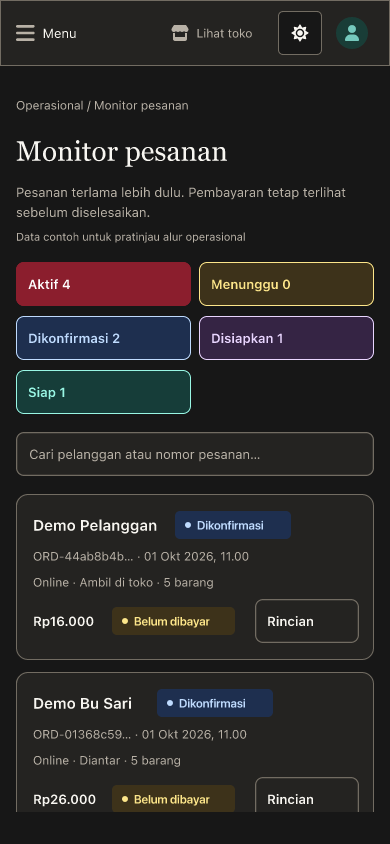 Menu
Lihat toko
Operasional / Monitor pesanan
Monitor pesanan
Pesanan terlama lebih dulu. Pembayaran tetap terlihat
sebelum diselesaikan.
Data contoh untuk pratinjau alur operasional
Aktif 4
Menunggu 0
Dikonfirmasi 2
Disiapkan 1
Siap 1
Cari pelanggan atau nomor pesanan...
Demo Pelanggan
Dikonfirmasi
ORD-44ab8b4b... · 01 Okt 2026, 11.00
Online · Ambil di toko · 5 barang
Rp16.000
Belum dibayar
Rincian
Demo Bu Sari
Dikonfirmasi
ORD-01368c59... · 01 Okt 2026, 11.00
Online · Diantar · 5 barang
Rp26.000
Belum dibayar
Rincian